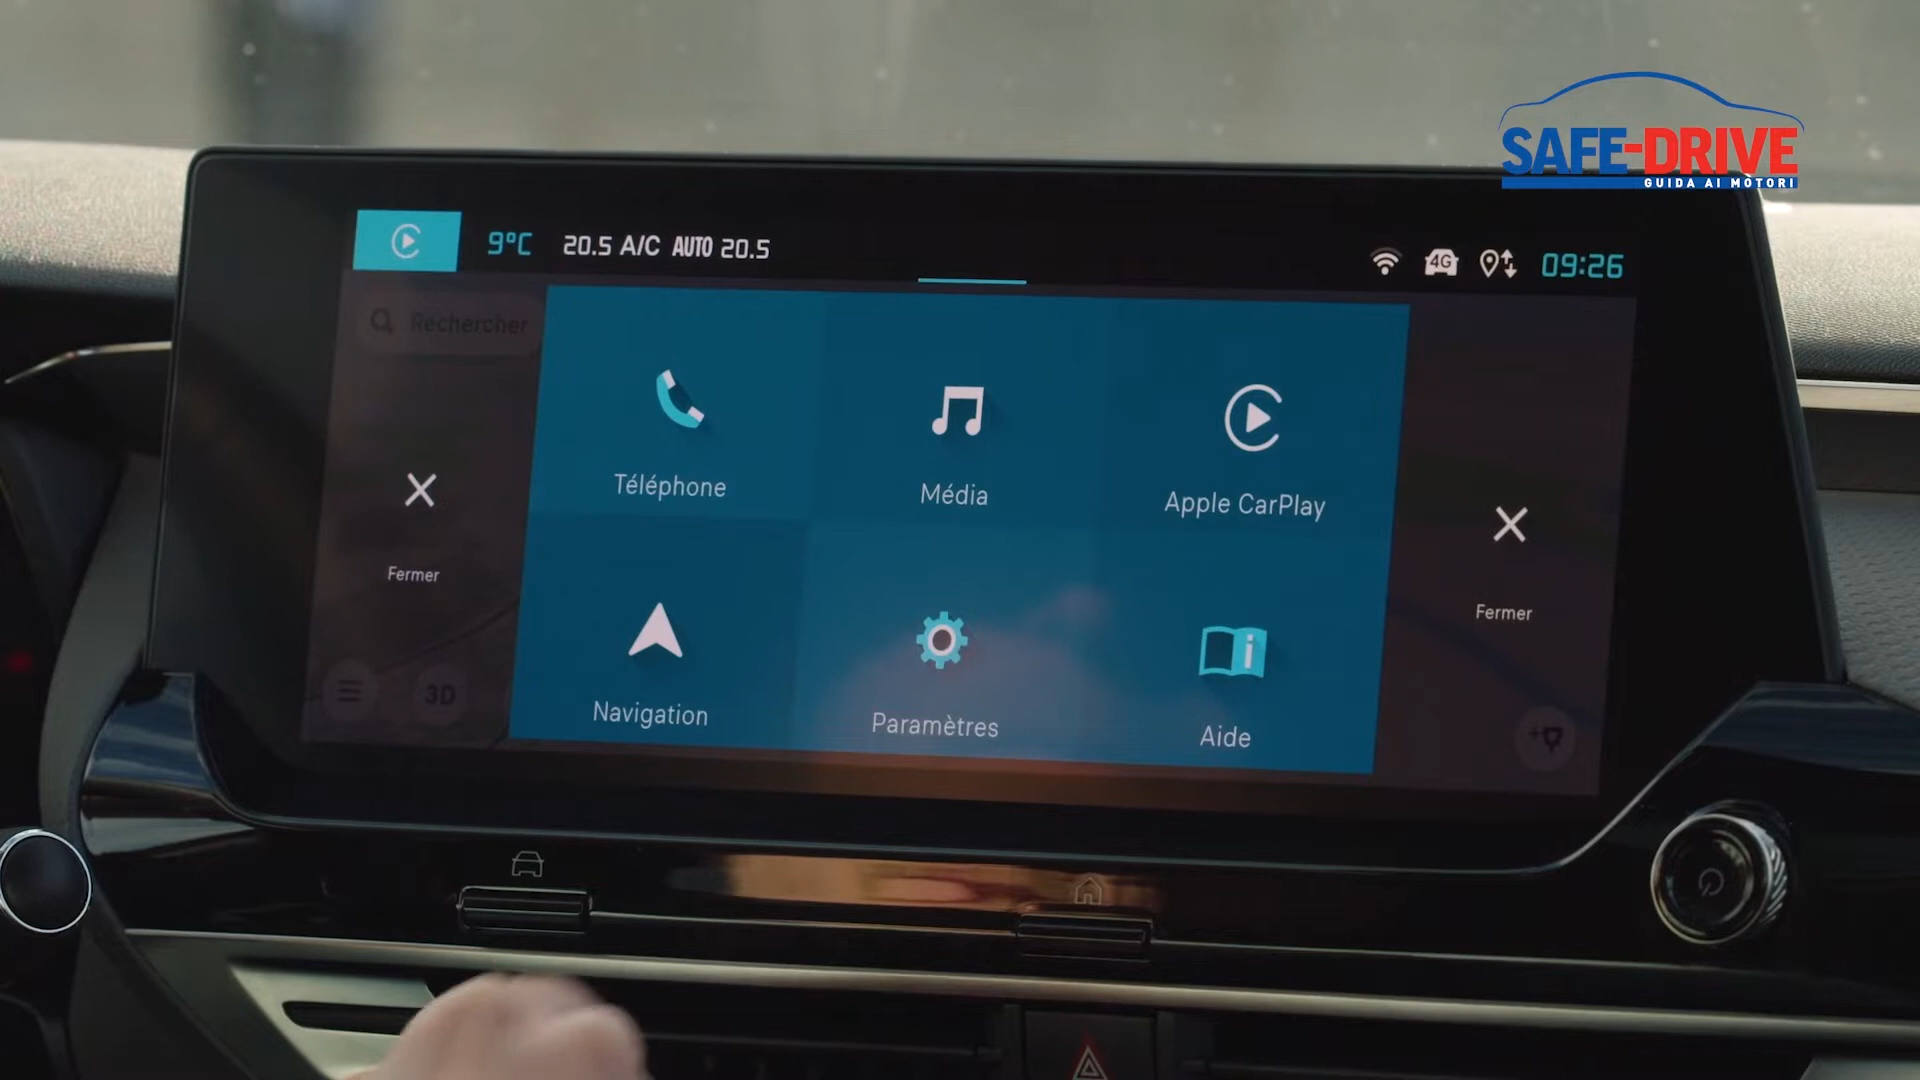 SAFE-DRIVE
GUIDA AI MOTORI
9°C 20.5 A/C AUTO 20.5
4G 09:26
Rechercher
Téléphone
Média
Apple CarPlay
Fermer
Fermer
3D
Navigation
Paramètres
Aide